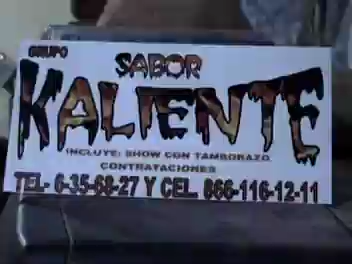 GRUPO
SABOR
KALIENTE
INCLUYE: SHOW CON TAMBORAZO
CONTRATACIONES
TEL- 6-35-68-27 Y CEL. 866-116-12-11